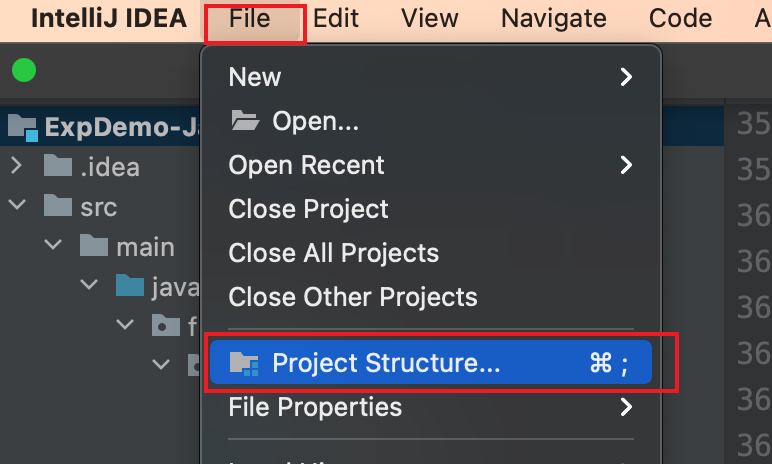 IntelliJ IDEA File Edit View Navigate Code A
New
ExpDemo-Ja
Open...
.idea
Open Recent
src
Close Project
main
Close All Projects
java
Close Other Projects
f
Project Structure... ⌘ ;
File Properties
35
35
36
36
36
36
36
36